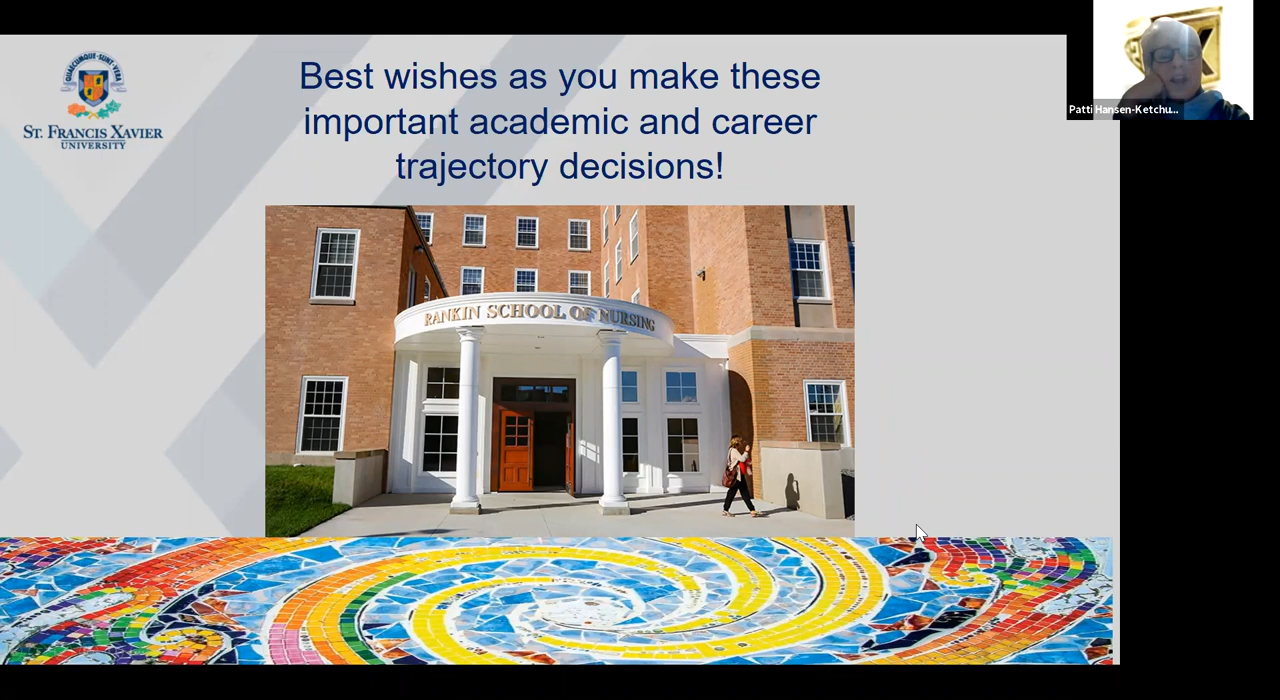 QUAECUMQUE·SUNT·VERA
ST. FRANCIS XAVIER
UNIVERSITY
Best wishes as you make these
important academic and career
trajectory decisions!
RANKIN SCHOOL OF NURSING
X
Patti Hansen-Ketchu...